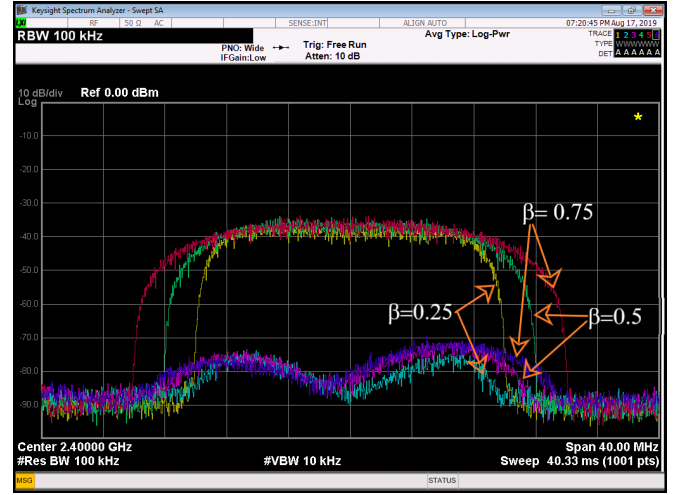 Keysight Spectrum Analyzer - Swept SA
LXI RF 50 Ω AC SENSE:INT ALIGN AUTO 07:20:45 PM Aug 17, 2019
RBW 100 kHz Avg Type: Log-Pwr TRACE 1 2 3 4 5 6
PNO: Wide Trig: Free Run TYPE WWWWWW
IFGain:Low Atten: 10 dB DET A A A A A A
10 dB/div Ref 0.00 dBm
Log
*
-10.0
-20.0
-30.0
β= 0.75
-40.0
-50.0
-60.0
β=0.25 β=0.5
-70.0
-80.0
-90.0
Center 2.40000 GHz Span 40.00 MHz
#Res BW 100 kHz #VBW 10 kHz Sweep 40.33 ms (1001 pts)
MSG STATUS